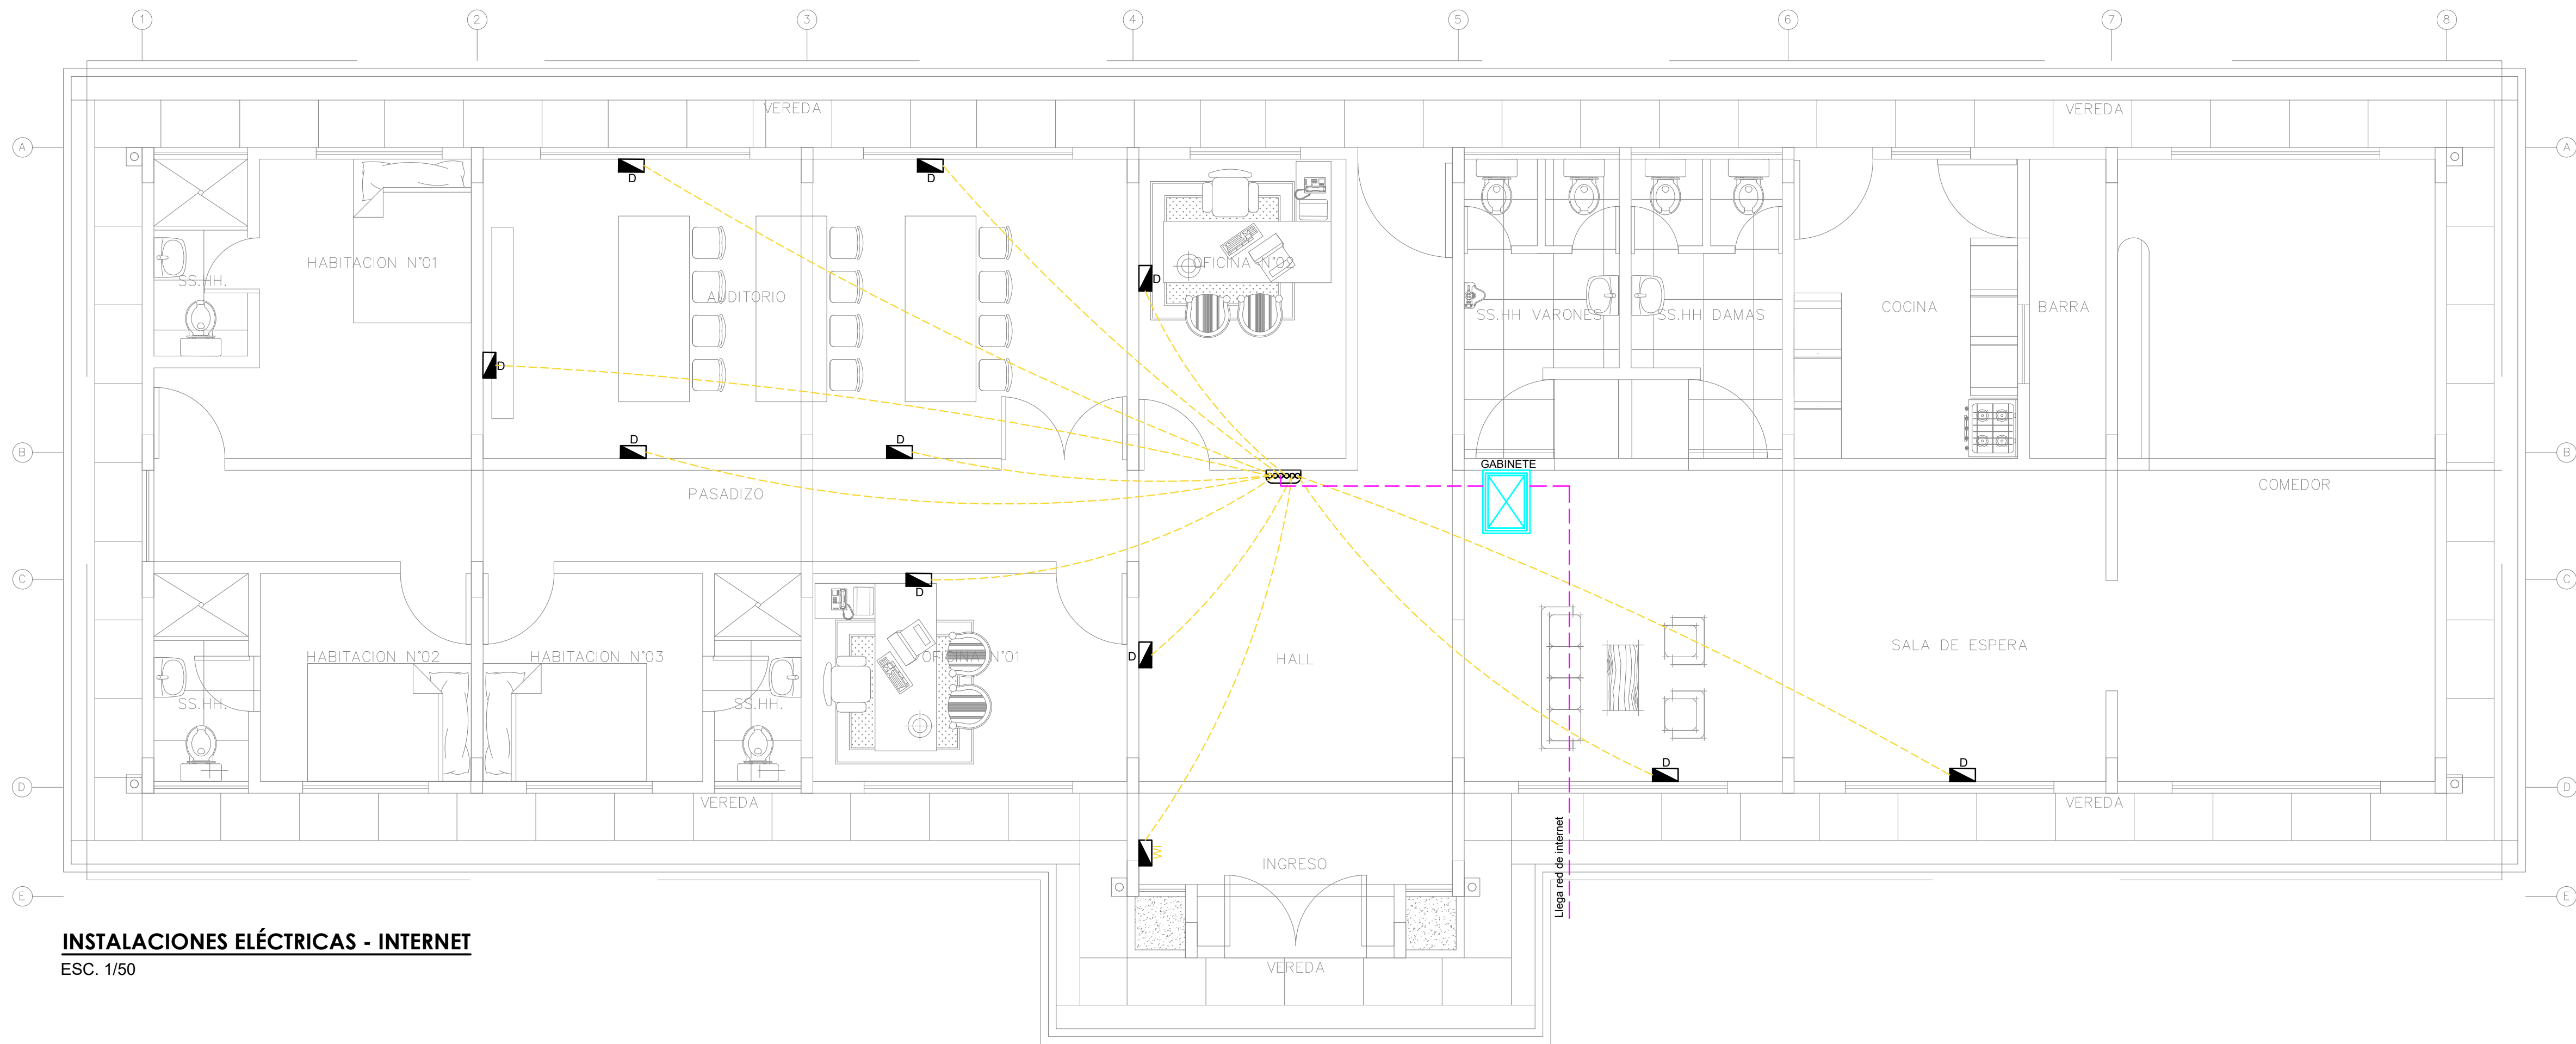 1 2 3 4 5 6 7 8
VEREDA VEREDA
A A
D D
HABITACION N°01
OFICINA N°02
D
SS.HH.
AUDITORIO
COCINA
BARRA
SS.HH VARONES
SS.HH DAMAS
D
D D
B B
GABINETE
PASADIZO
COMEDOR
C C
D
HABITACION N°02
HABITACION N°03
OFICINA N°01
D
HALL
SALA DE ESPERA
SS.HH.
SS.HH.
D D
D D
VEREDA VEREDA
Llega red de internet
WI
INGRESO
E E
INSTALACIONES ELÉCTRICAS - INTERNET
VEREDA
ESC. 1/50